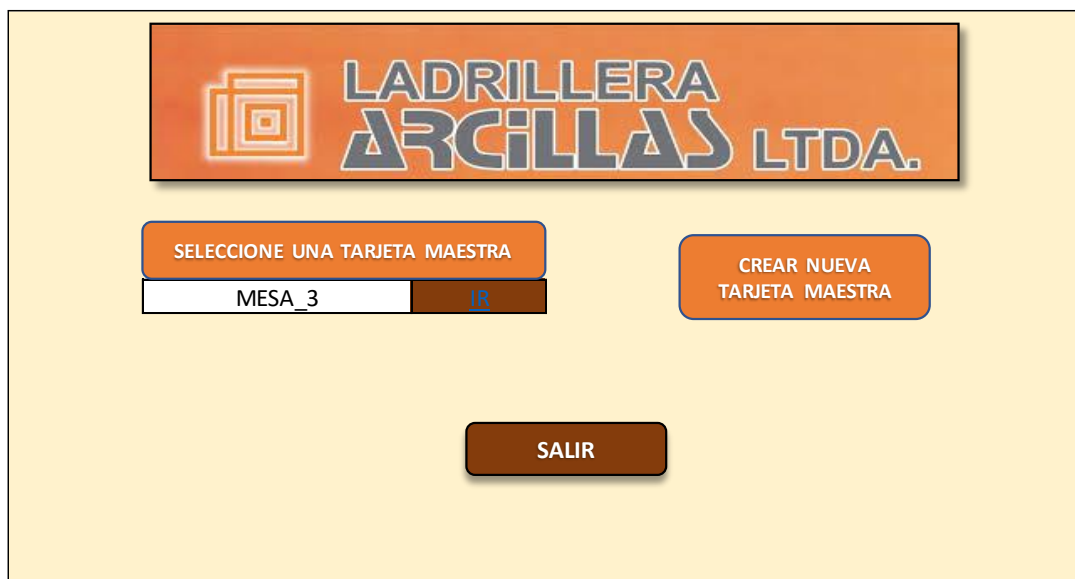 LADRILLERA
ARCiLLAS LTDA.
SELECCIONE UNA TARJETA MAESTRA
MESA_3 IR
CREAR NUEVA
TARJETA MAESTRA
SALIR